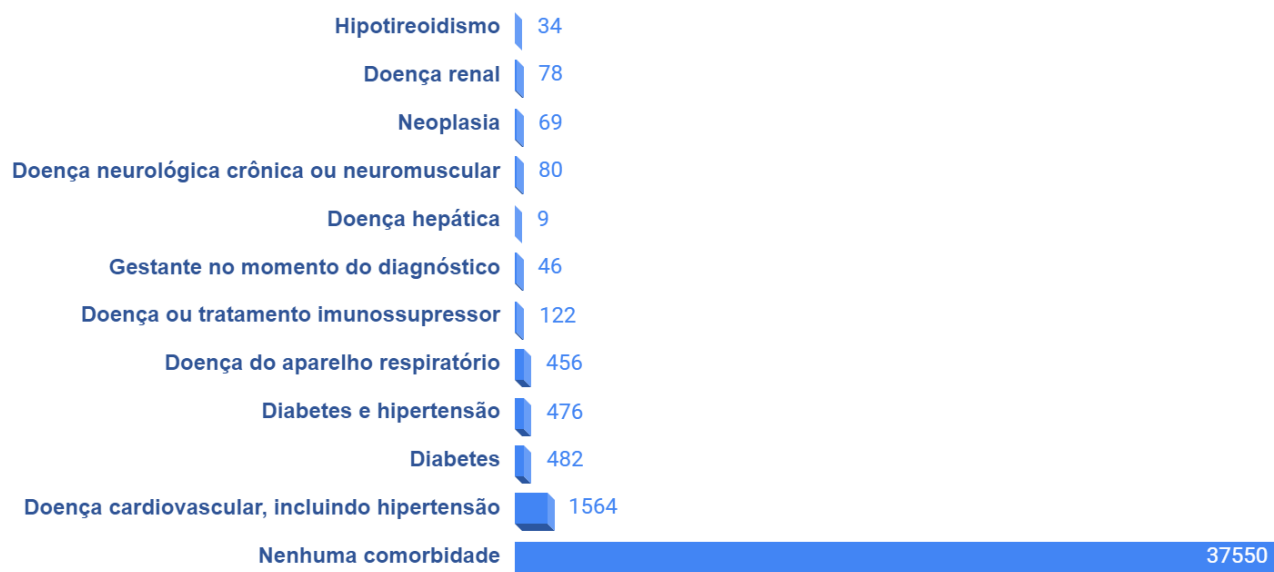 Hipotireoidismo 34
Doença renal 78
Neoplasia 69
Doença neurológica crônica ou neuromuscular 80
Doença hepática 9
Gestante no momento do diagnóstico 46
Doença ou tratamento imunossupressor 122
Doença do aparelho respiratório 456
Diabetes e hipertensão 476
Diabetes 482
Doença cardiovascular, incluindo hipertensão 1564
Nenhuma comorbidade 37550